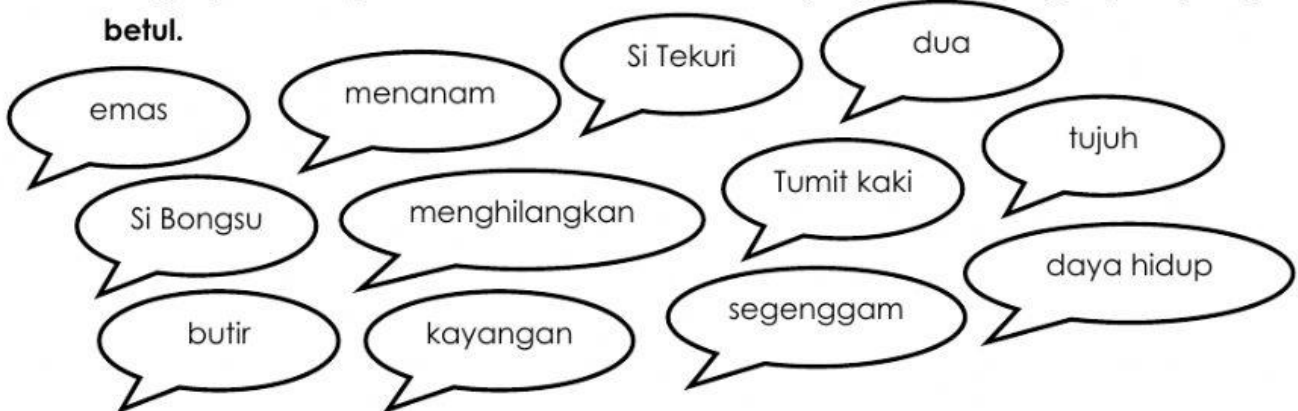 betul.
emas
menanam
Si Tekuri
dua
tujuh
Si Bongsu
menghilangkan
Tumit kaki
daya hidup
butir
kayangan
segenggam